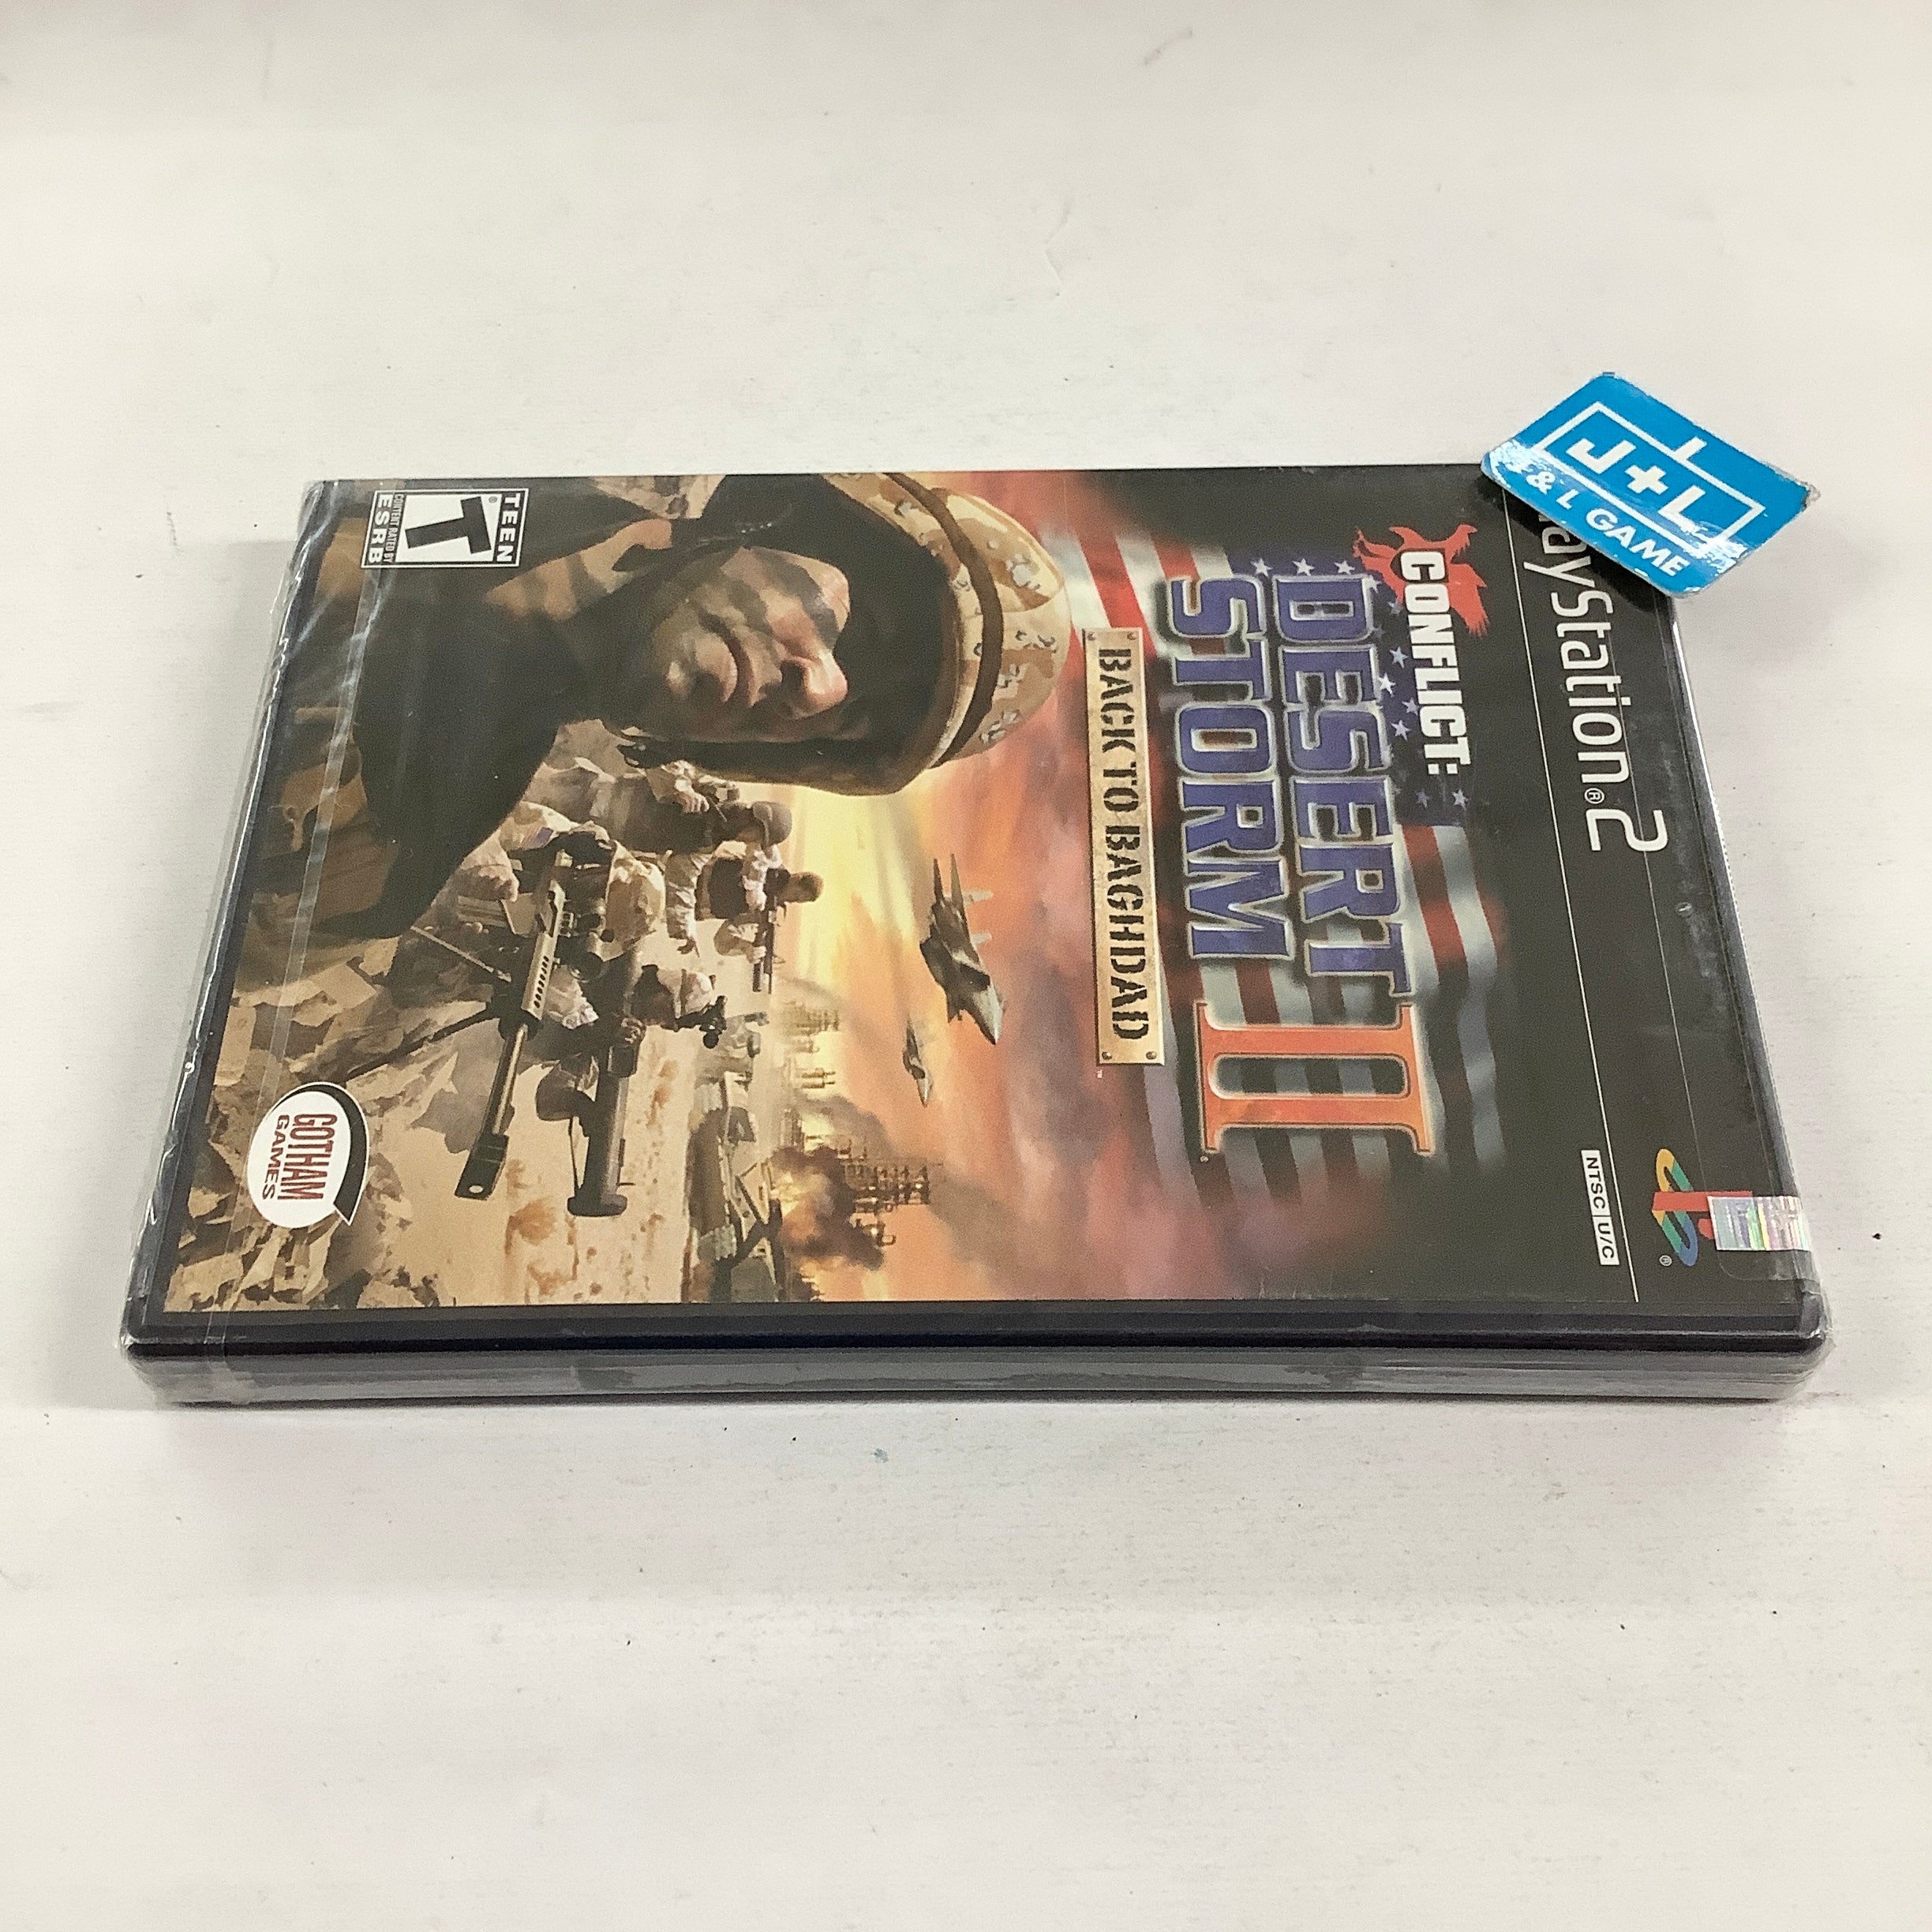 PlayStation®2
NTSC U/C
CONFLICT:
DESERT
STORM II
BACK TO BAGHDAD
TEEN
T
CONTENT RATED BY
ESRB
GOTHAM
GAMES
J+L
J & L GAME